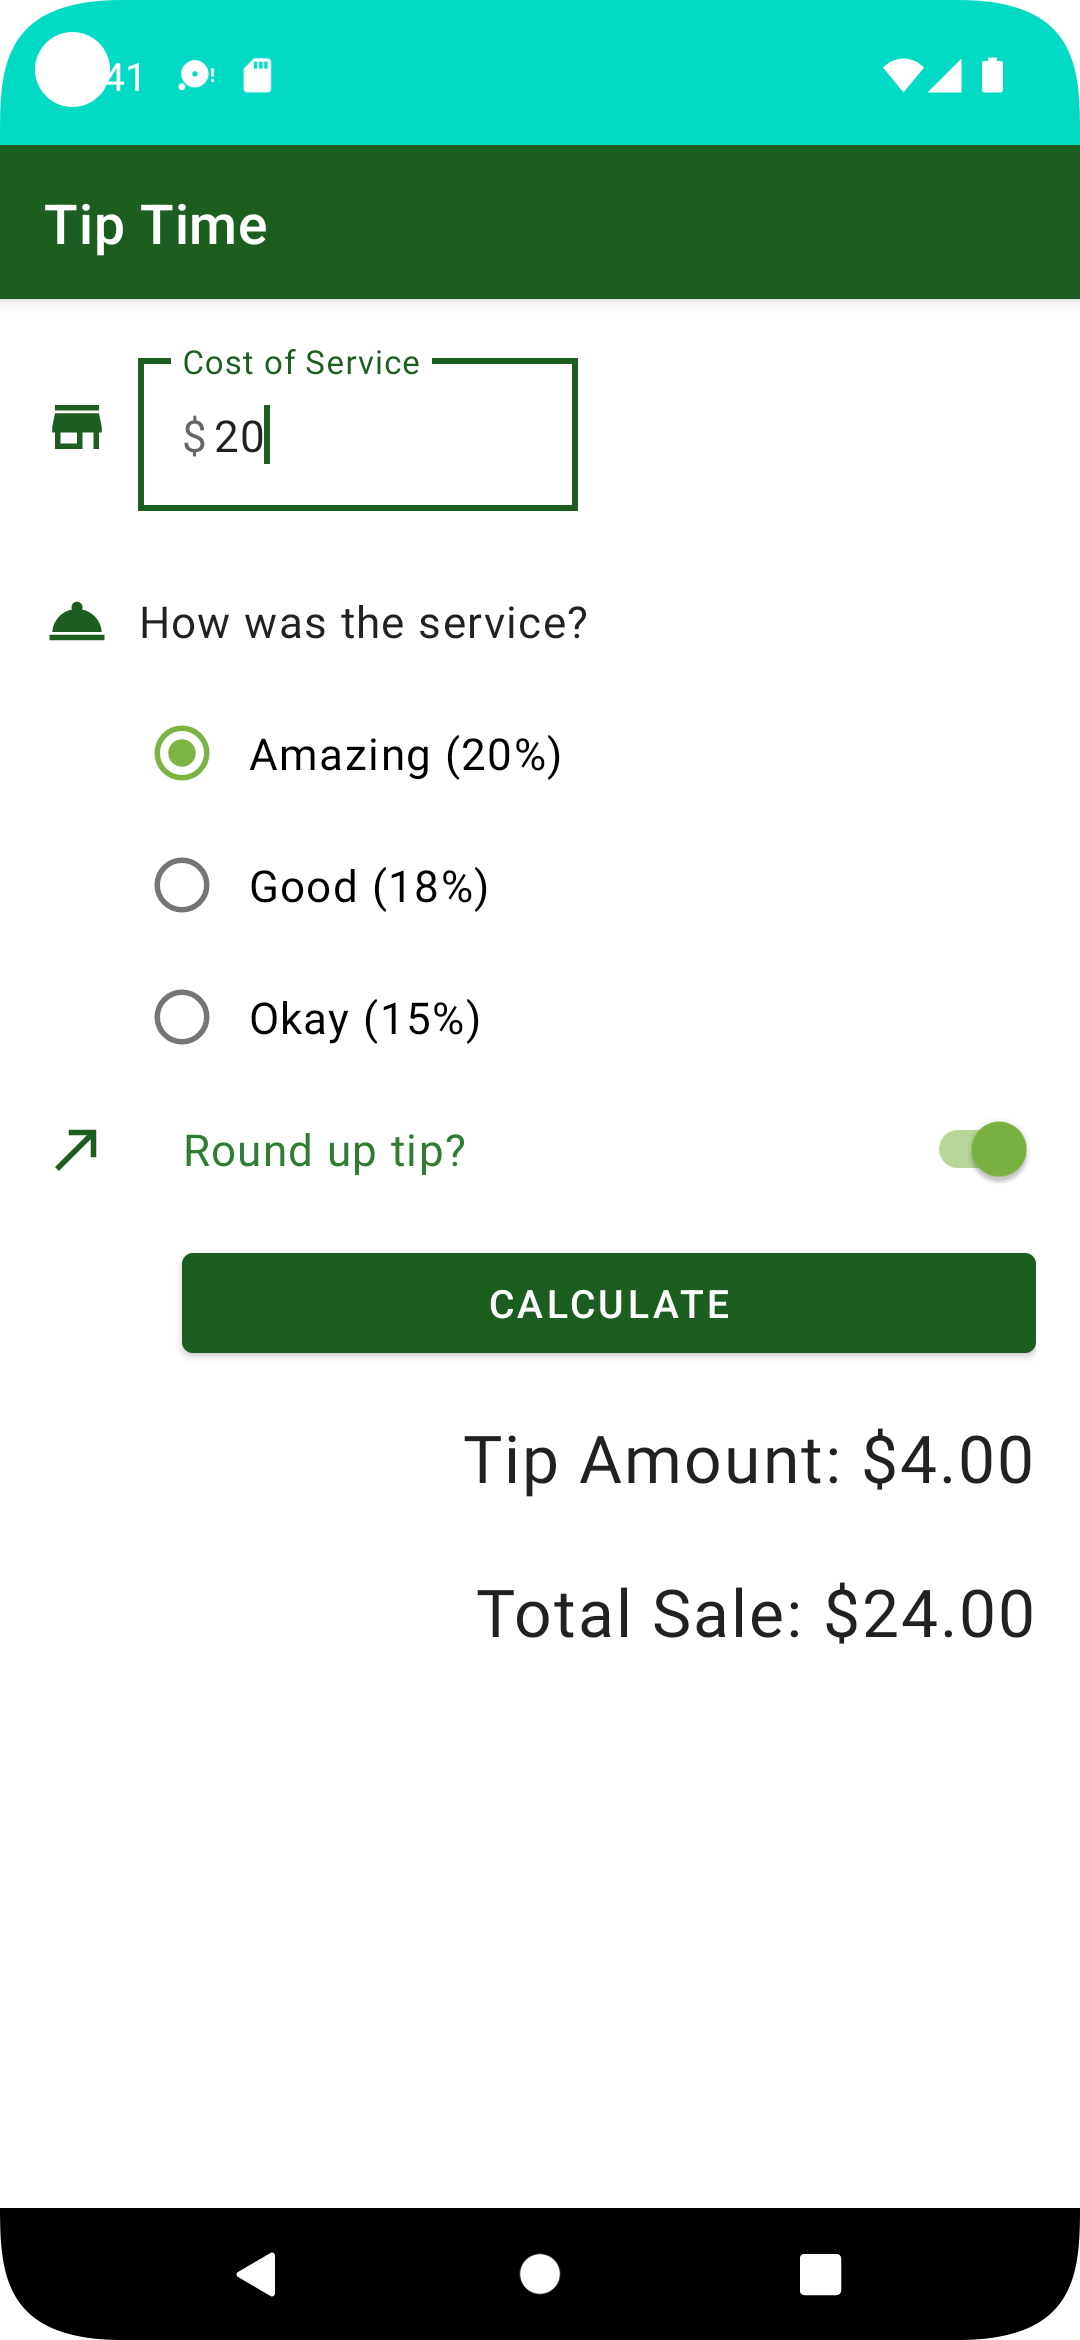 41
Tip Time
Cost of Service
$ 20
How was the service?
Amazing (20%)
Good (18%)
Okay (15%)
Round up tip?
CALCULATE
Tip Amount: $4.00
Total Sale: $24.00